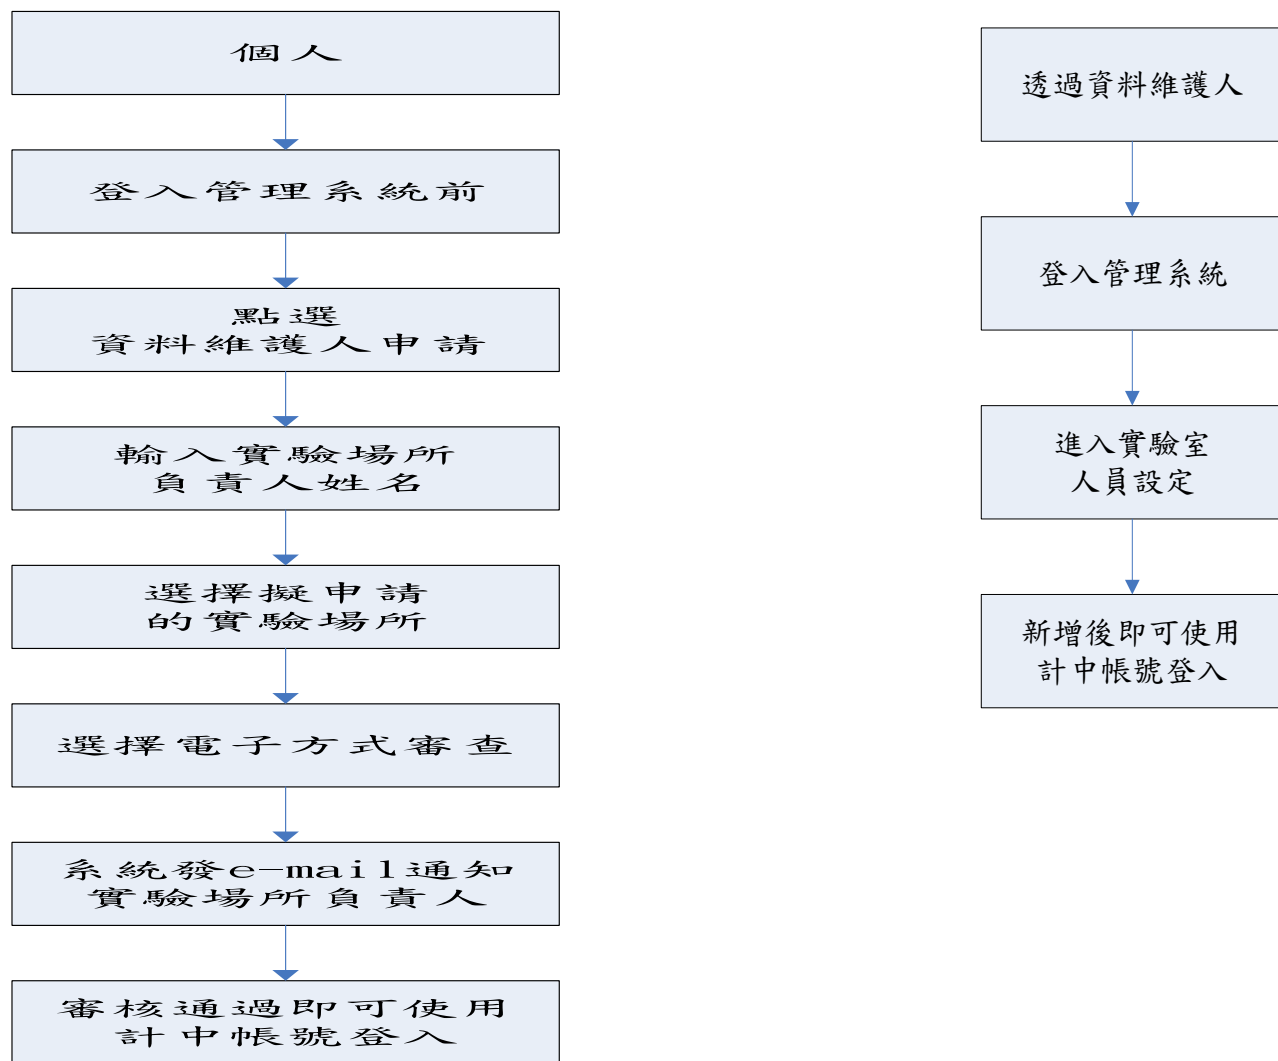 個人
登入管理系統前
點選
資料維護人申請
輸入實驗場所
負責人姓名
選擇擬申請
的實驗場所
選擇電子方式審查
系統發e-mail通知
實驗場所負責人
審核通過即可使用
計中帳號登入
透過資料維護人
登入管理系統
進入實驗室
人員設定
新增後即可使用
計中帳號登入